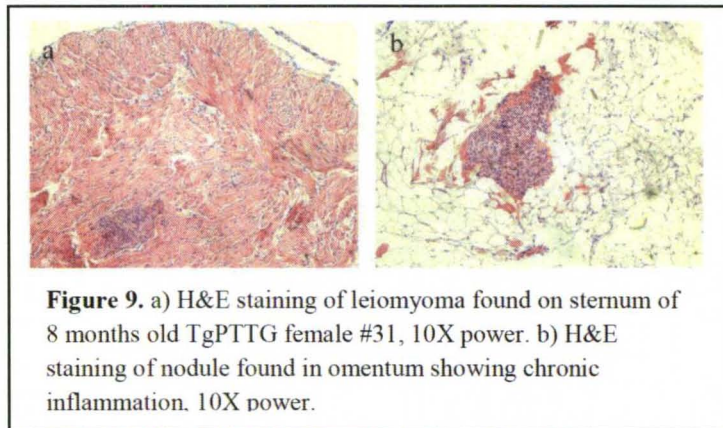 a
b
Figure 9. a) H&E staining of leiomyoma found on sternum of
8 months old TgPTTG female #31, 10X power. b) H&E
staining of nodule found in omentum showing chronic
inflammation, 10X power.